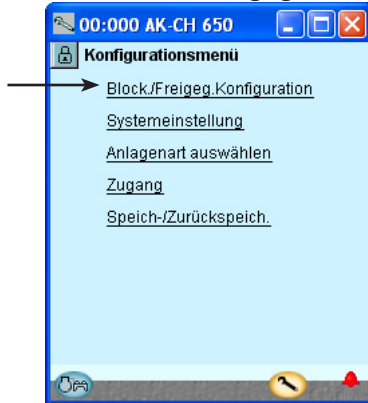 00:000 AK-CH 650
Konfigurationsmenü
Block./Freigeg.Konfiguration
Systemeinstellung
Anlagenart auswählen
Zugang
Speich-/Zurückspeich.